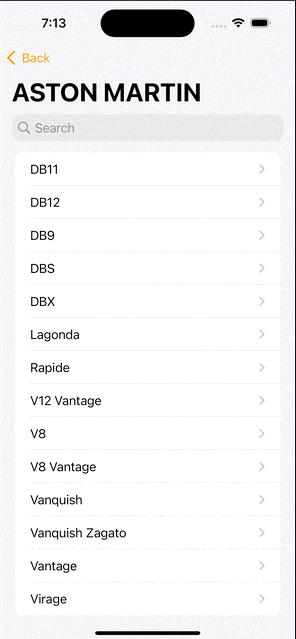 7:13
Back
ASTON MARTIN
Search
DB11
DB12
DB9
DBS
DBX
Lagonda
Rapide
V12 Vantage
V8
V8 Vantage
Vanquish
Vanquish Zagato
Vantage
Virage